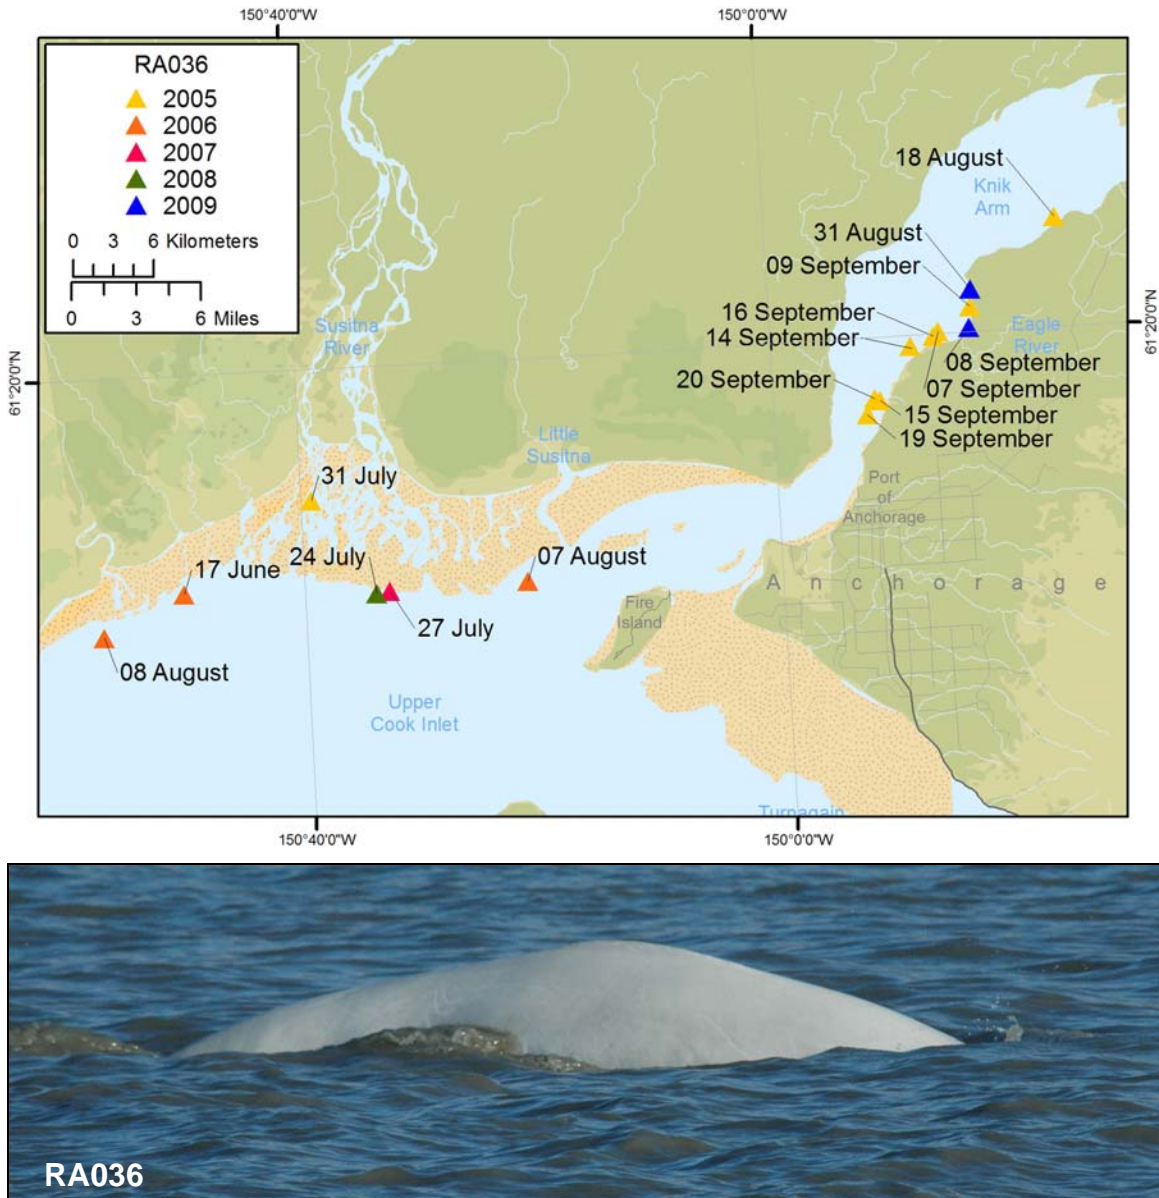 150°40'0"W
150°0'0"W
RA036
2005
2006
2007
2008
2009
0 3 6 Kilometers
0 3 6 Miles
18 August
Knik
Arm
31 August
09 September
16 September
14 September
Eagle
River
08 September
07 September
20 September
15 September
19 September
61°20'0"N
61°20'0"N
Susitna
River
Little
Susitna
Port
of
Anchorage
31 July
24 July
07 August
17 June
27 July
08 August
Fire
Island
Anchorage
Upper
Cook Inlet
Turnagain
150°40'0"W
150°0'0"W
RA036